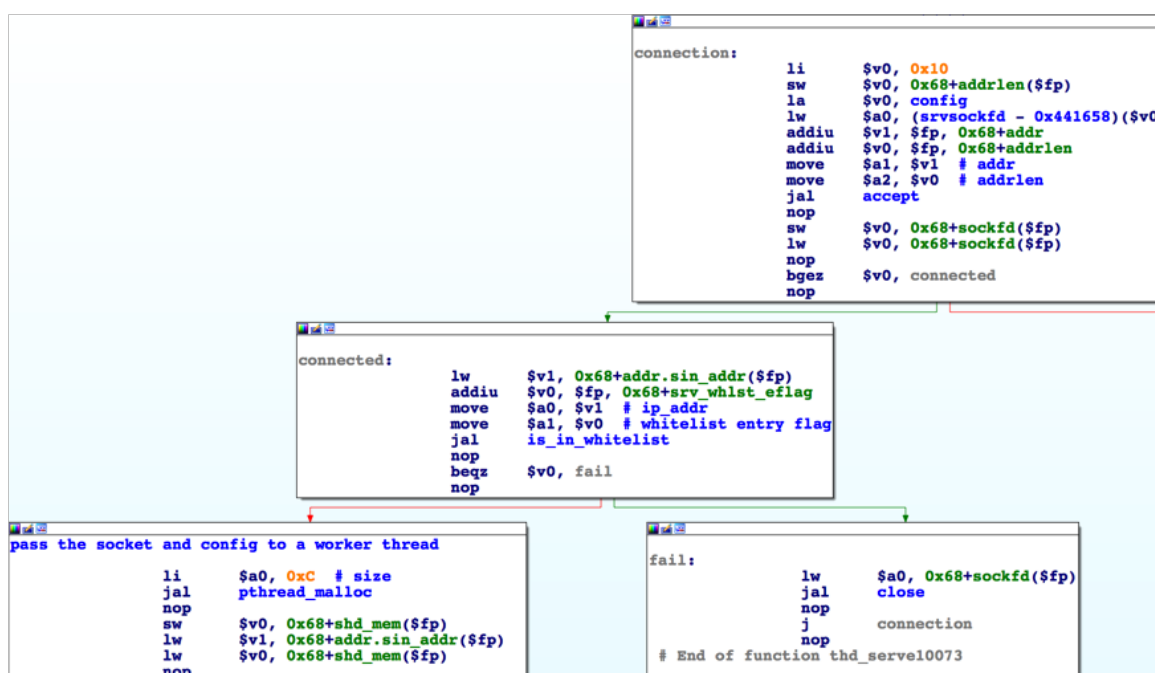 connection:
li $v0, 0x10
sw $v0, 0x68+addrlen($fp)
la $v0, config
lw $a0, (srvsockfd - 0x441658)($v0
addiu $v1, $fp, 0x68+addr
addiu $v0, $fp, 0x68+addrlen
move $a1, $v1 # addr
move $a2, $v0 # addrlen
jal accept
nop
sw $v0, 0x68+sockfd($fp)
lw $v0, 0x68+sockfd($fp)
nop
bgez $v0, connected
nop
connected:
lw $v1, 0x68+addr.sin_addr($fp)
addiu $v0, $fp, 0x68+srv_whlst_eflag
move $a0, $v1 # ip_addr
move $a1, $v0 # whitelist entry flag
jal is_in_whitelist
nop
beqz $v0, fail
nop
pass the socket and config to a worker thread
li $a0, 0xC # size
jal pthread_malloc
nop
sw $v0, 0x68+shd_mem($fp)
lw $v1, 0x68+addr.sin_addr($fp)
lw $v0, 0x68+shd_mem($fp)
nop
fail:
lw $a0, 0x68+sockfd($fp)
jal close
nop
j connection
nop
# End of function thd_serve10073